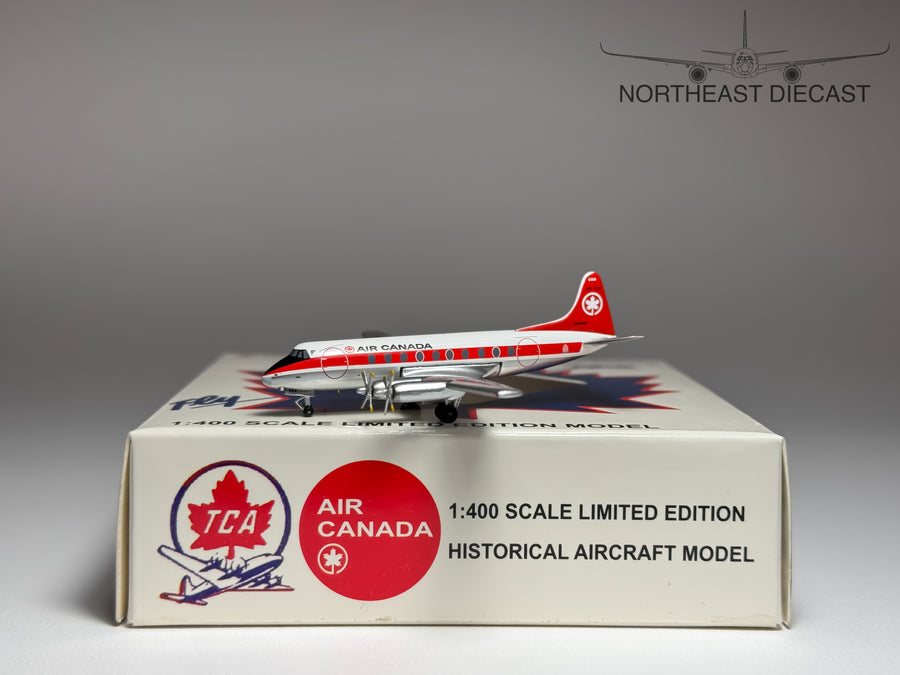 NORTHEAST DIECAST
AIR CANADA
Fly
1:400 SCALE LIMITED EDITION MODEL
TCA
AIR
CANADA
1:400 SCALE LIMITED EDITION
HISTORICAL AIRCRAFT MODEL